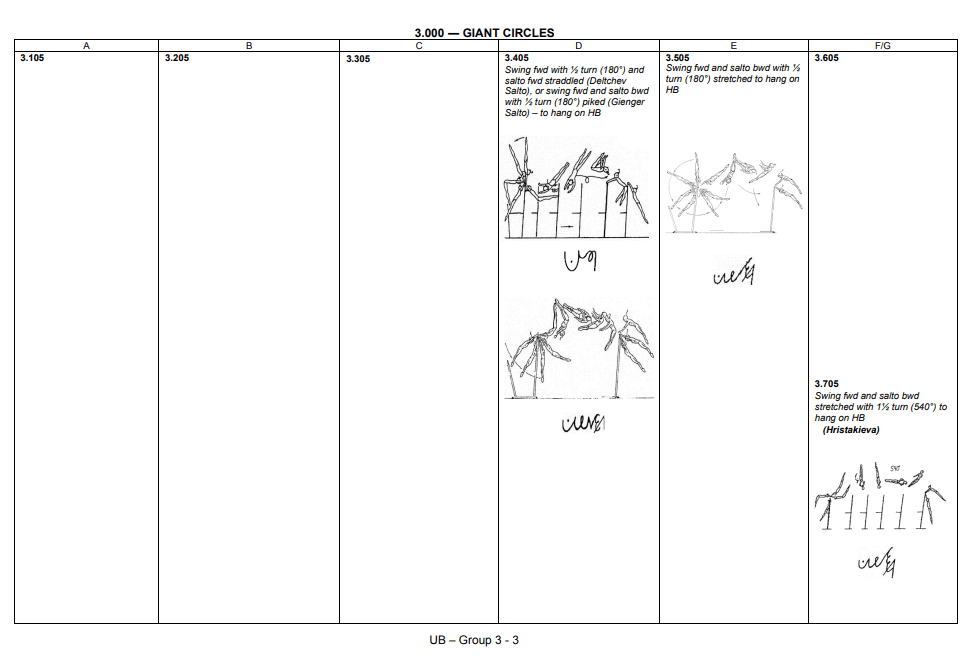 3.000 — GIANT CIRCLES
A B C D E F/G
3.105
3.205
3.305
3.405
Swing fwd with ½ turn (180°) and
salto fwd straddled (Deltchev
Salto), or swing fwd and salto bwd
with ½ turn (180°) piked (Gienger
Salto) – to hang on HB
3.505
Swing fwd and salto bwd with ½
turn (180°) stretched to hang on
HB
3.605
3.705
Swing fwd and salto bwd
stretched with 1½ turn (540°) to
hang on HB
(Hristakieva)
540
UB – Group 3 - 3